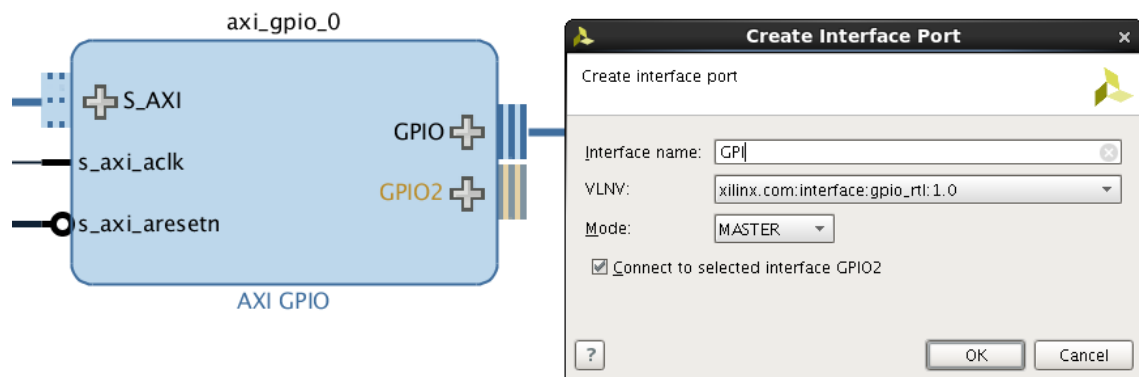 axi_gpio_0
S_AXI
GPIO
s_axi_aclk
GPIO2
s_axi_aresetn
AXI GPIO
Create Interface Port
Create interface port
Interface name: GPI
VLNV: xilinx.com:interface:gpio_rtl:1.0
Mode: MASTER
Connect to selected interface GPIO2
? OK Cancel